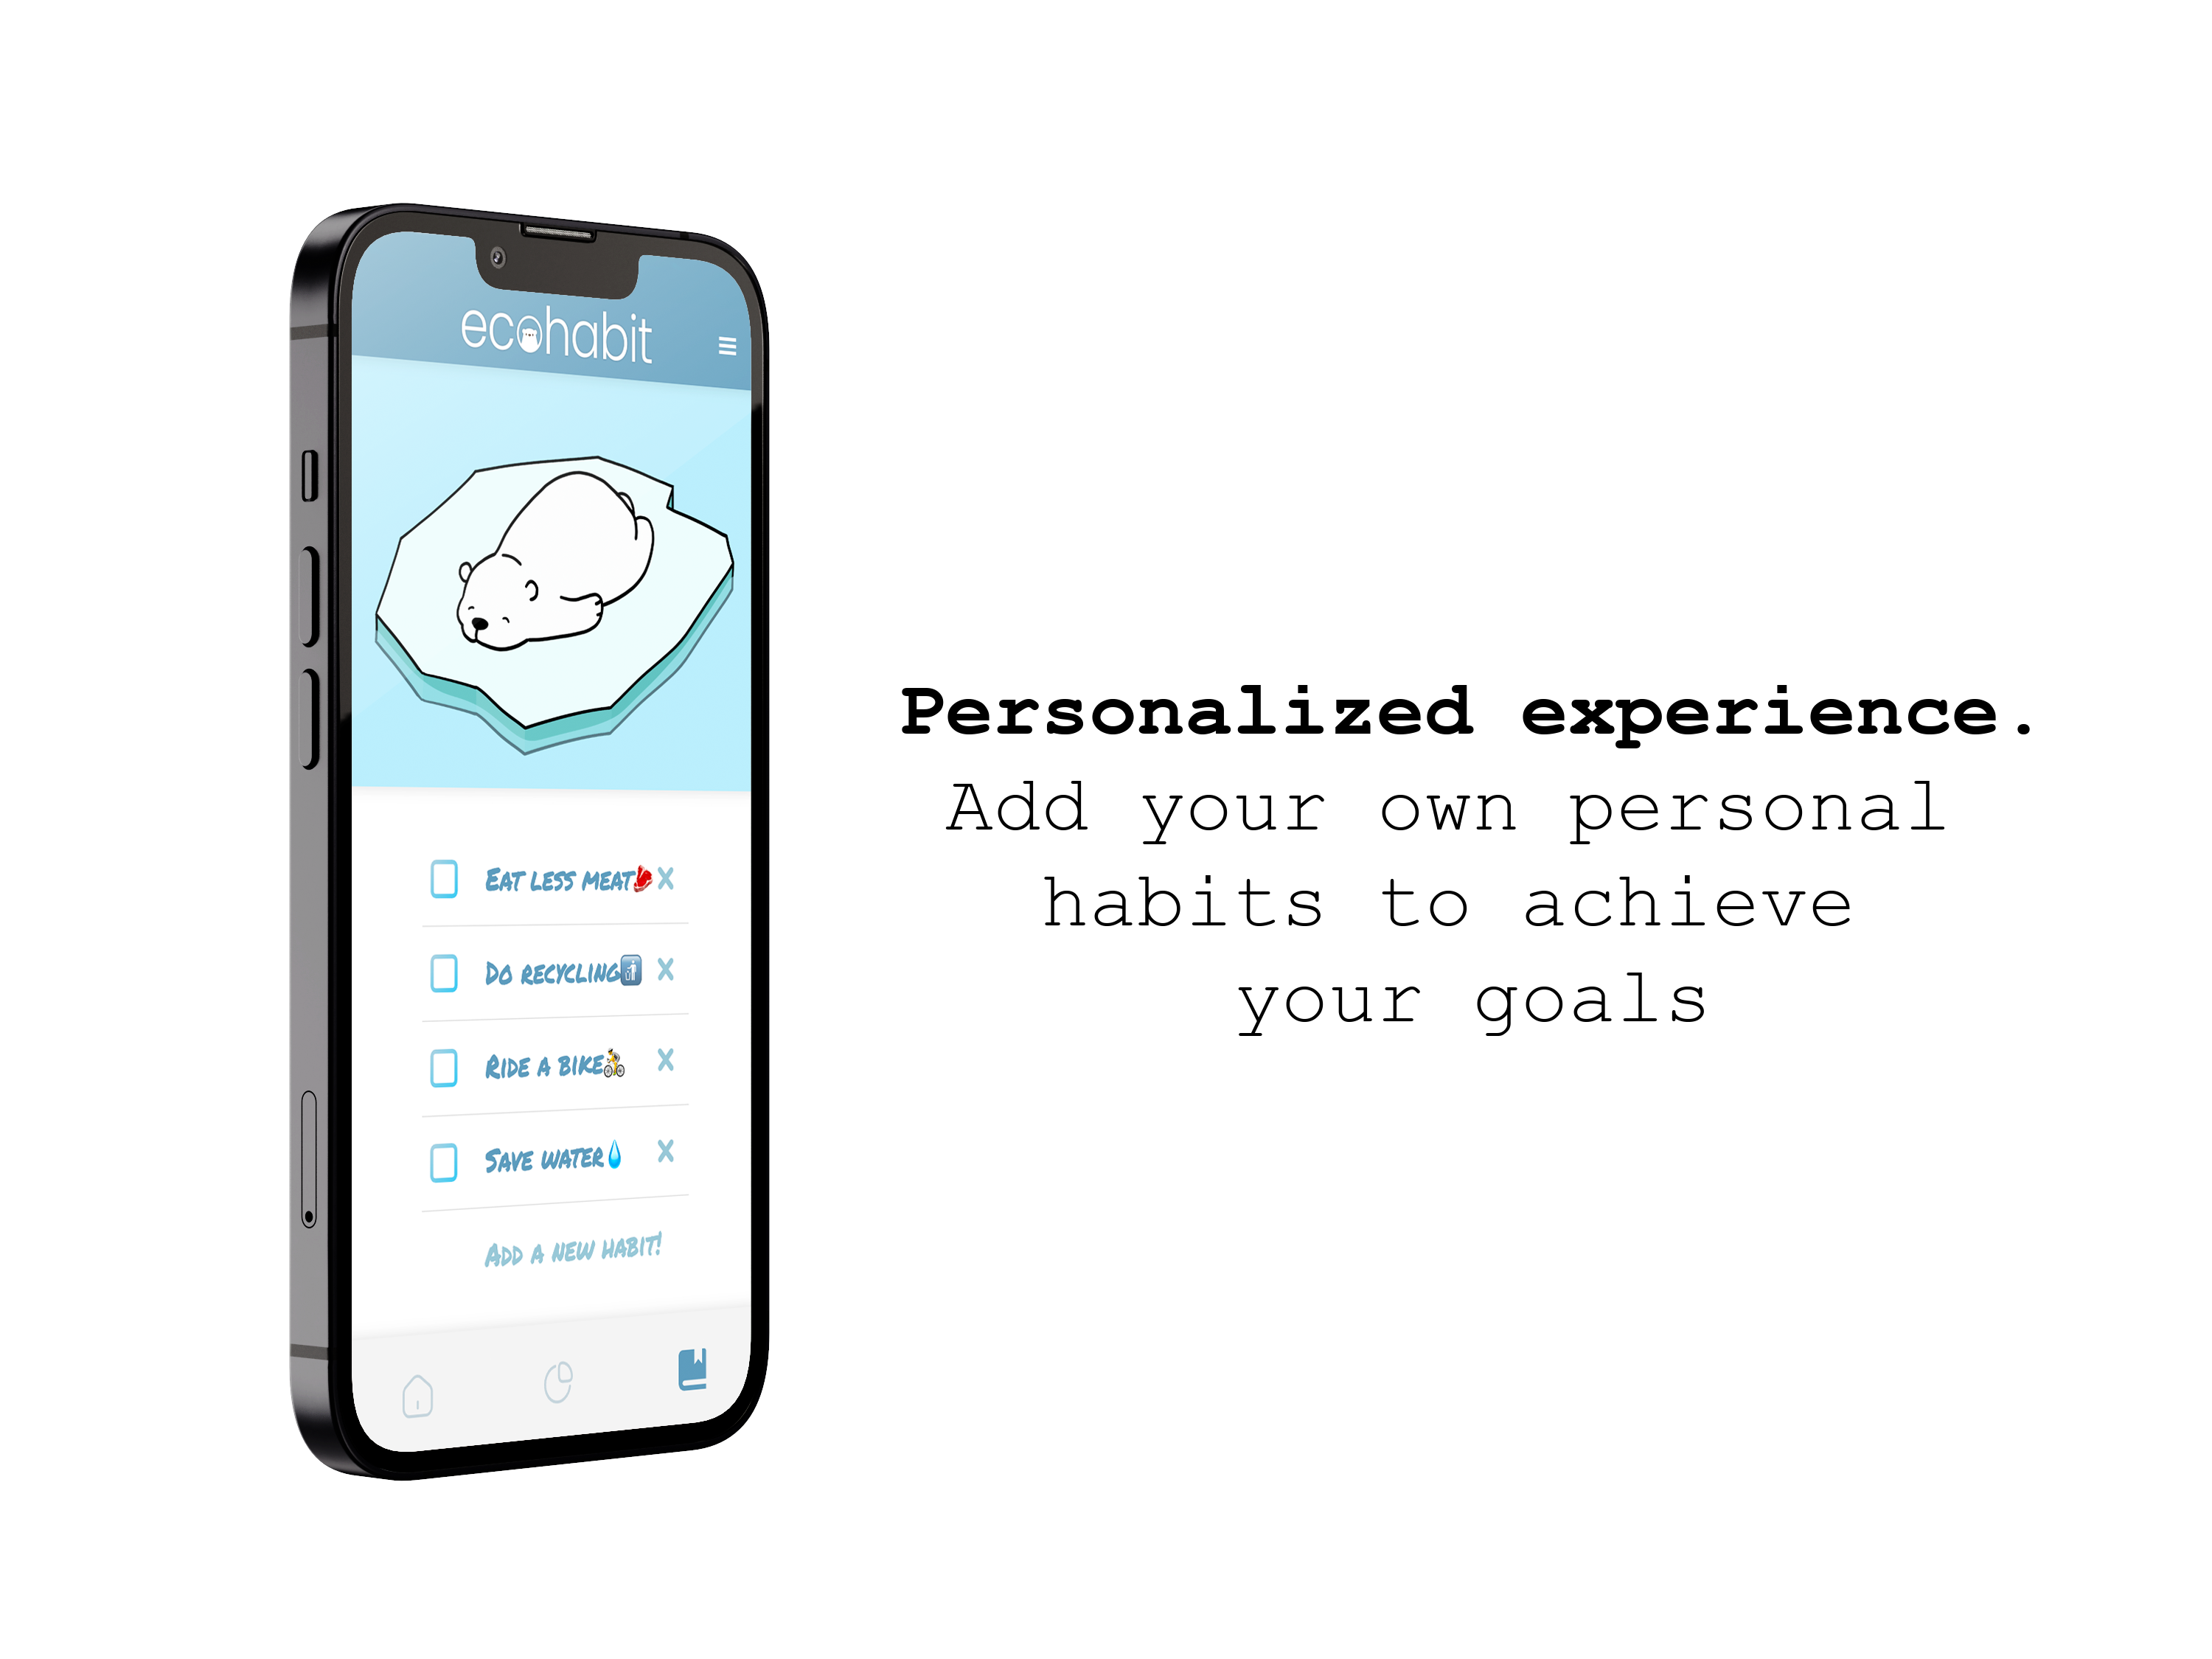 ecohabit
Eat less meat🥩 X
Do recycling🚮 X
Ride a bike🚴 X
Save water💧 X
Add a new habit!
Personalized experience.
Add your own personal
habits to achieve
your goals